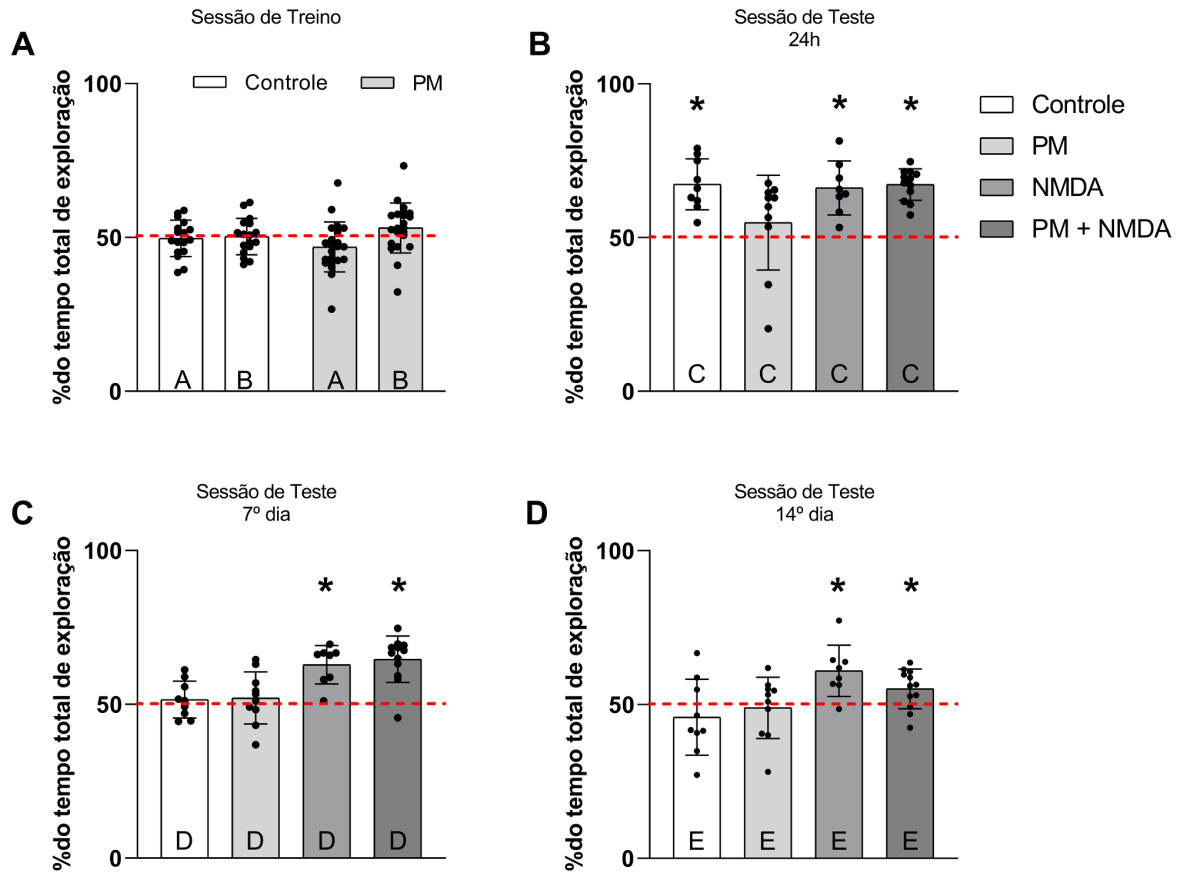 Sessão de Treino
A
%do tempo total de exploração
Controle
PM
100
50
0
A
B
A
B
Sessão de Teste
24h
B
%do tempo total de exploração
100
50
0
*
*
*
C
C
C
C
Controle
PM
NMDA
PM + NMDA
Sessão de Teste
7º dia
C
%do tempo total de exploração
100
50
0
*
*
D
D
D
D
Sessão de Teste
14º dia
D
%do tempo total de exploração
100
50
0
*
*
E
E
E
E